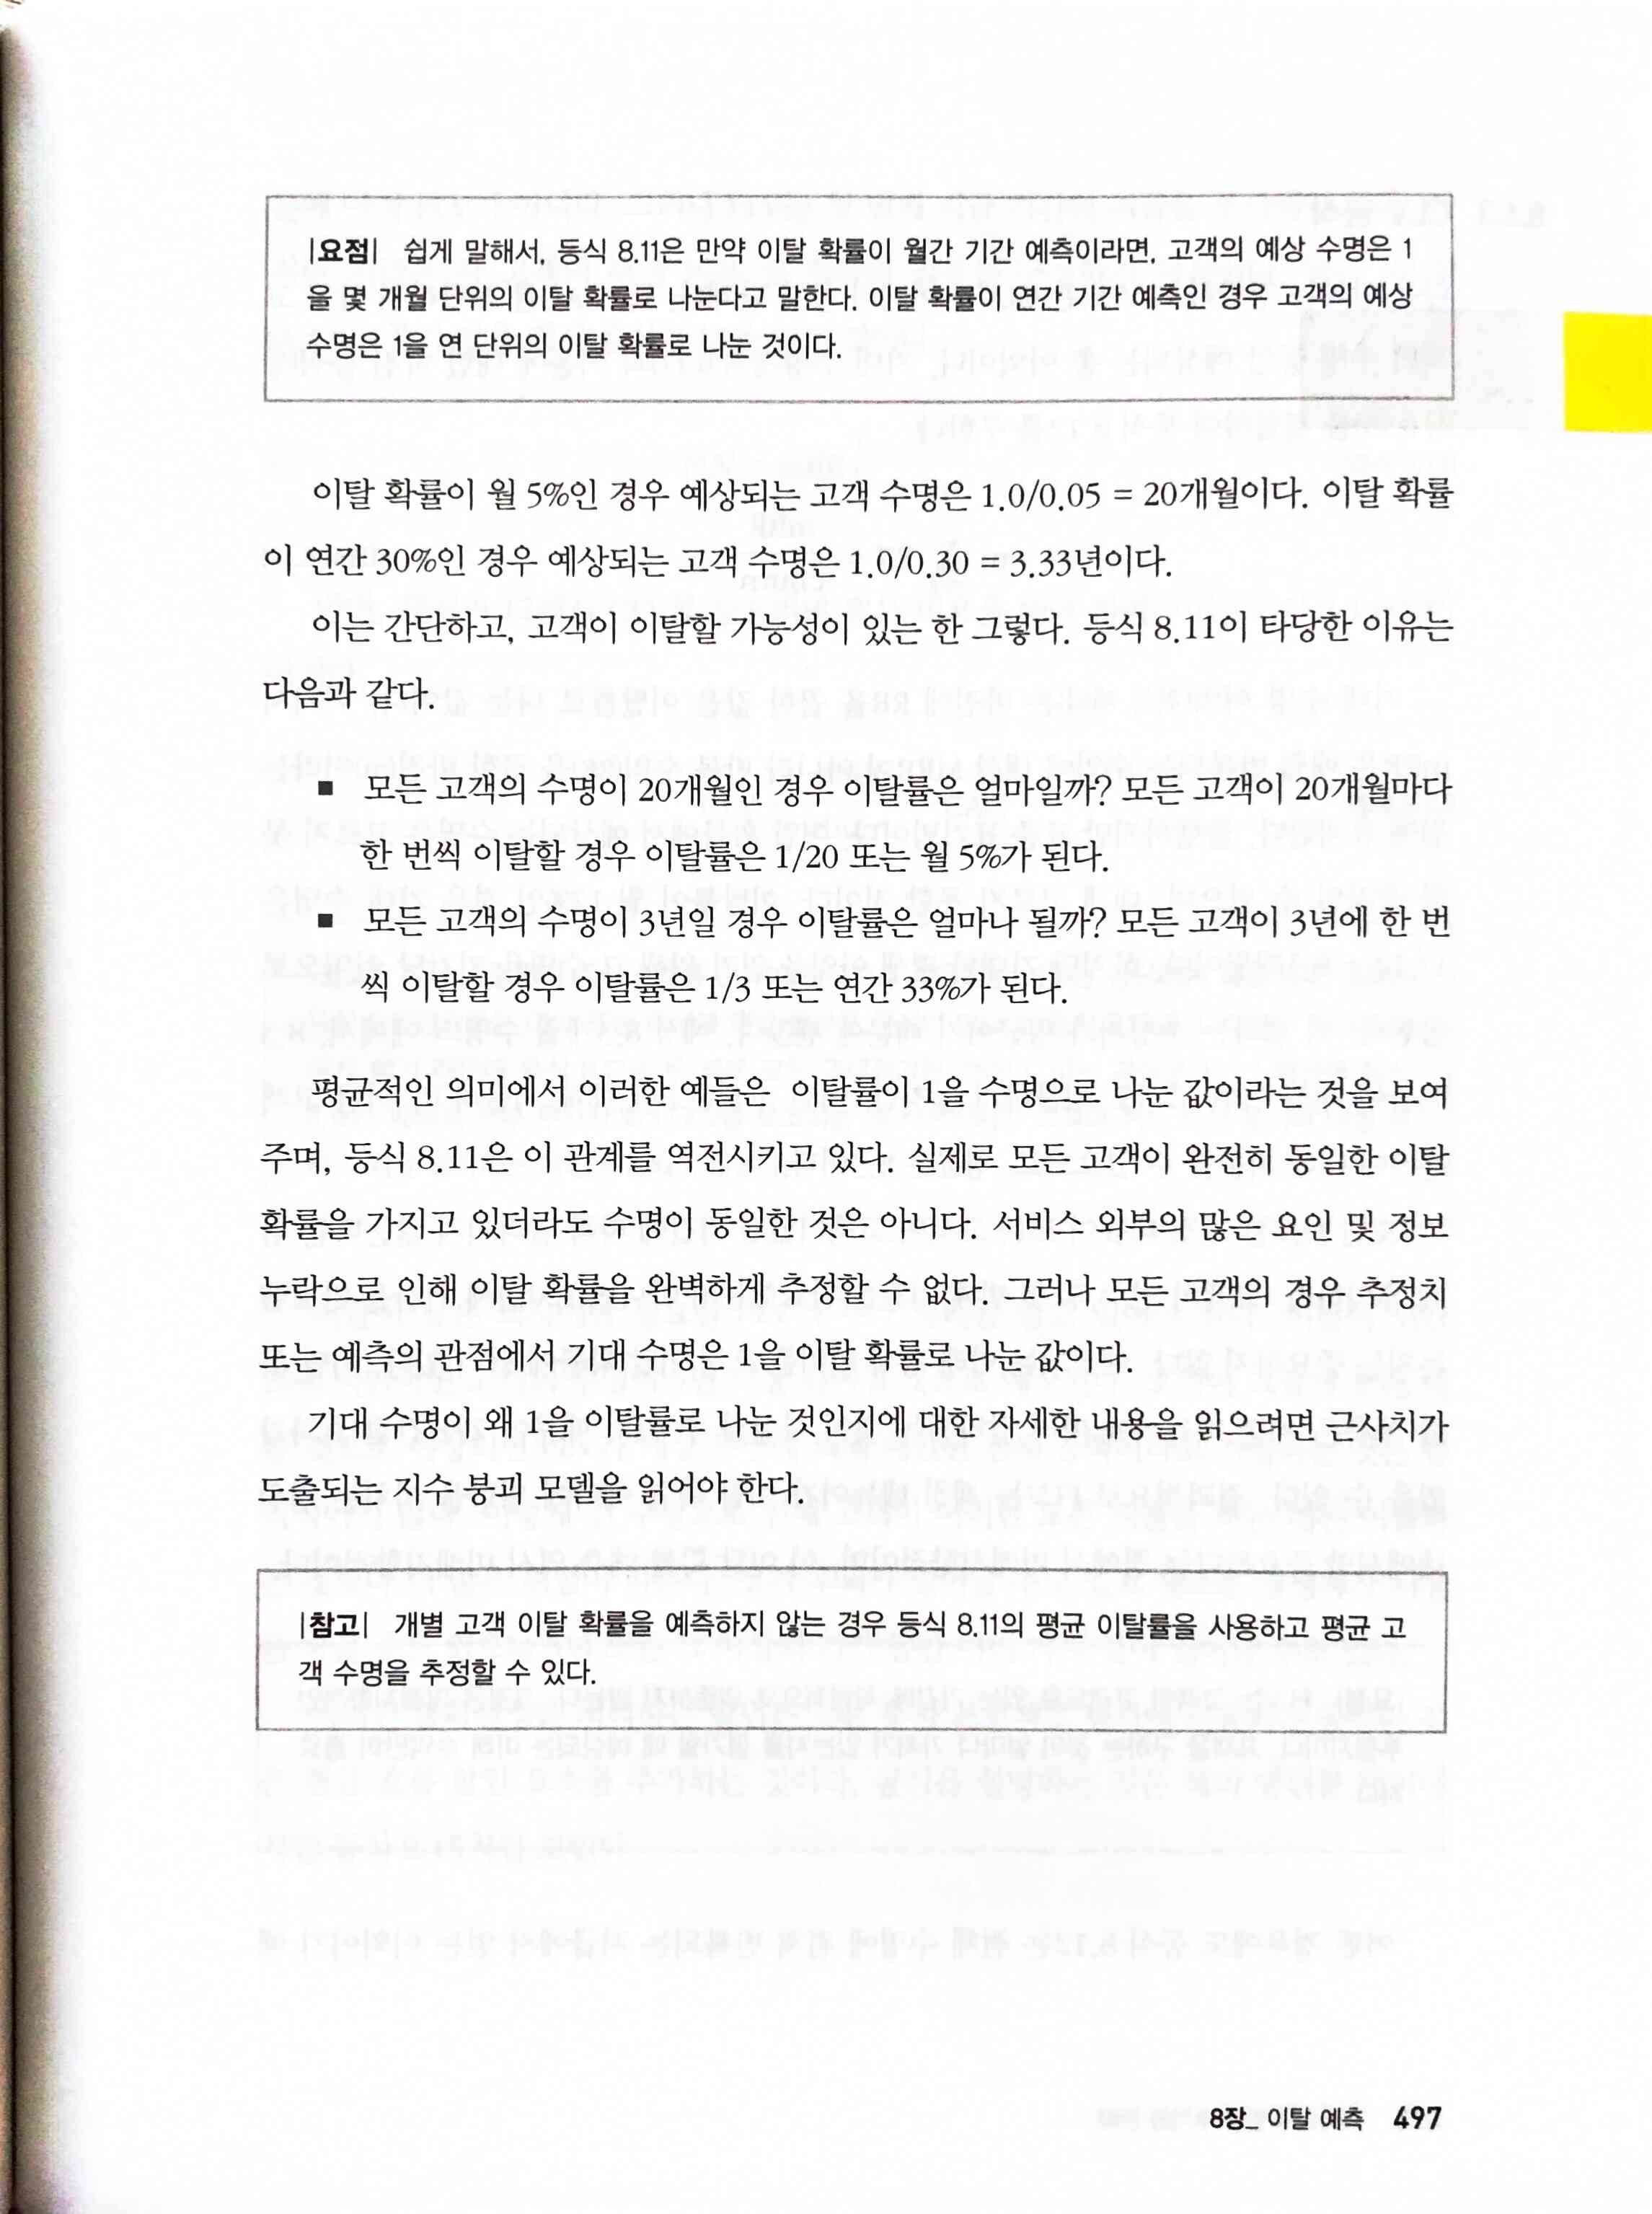 |요점| 쉽게 말해서, 등식 8.11은 만약 이탈 확률이 월간 기간 예측이라면, 고객의 예상 수명은 1
을 몇 개월 단위의 이탈 확률로 나눈다고 말한다. 이탈 확률이 연간 기간 예측인 경우 고객의 예상
수명은 1을 연 단위의 이탈 확률로 나눈 것이다.
이탈 확률이 월 5%인 경우 예상되는 고객 수명은 1.0/0.05 = 20개월이다. 이탈 확률
이 연간 30%인 경우 예상되는 고객 수명은 1.0/0.30 = 3.33년이다.
이는 간단하고, 고객이 이탈할 가능성이 있는 한 그렇다. 등식 8.11이 타당한 이유는
다음과 같다.
■ 모든 고객의 수명이 20개월인 경우 이탈률은 얼마일까? 모든 고객이 20개월마다
한 번씩 이탈할 경우 이탈률은 1/20 또는 월 5%가 된다.
■ 모든 고객의 수명이 3년일 경우 이탈률은 얼마나 될까? 모든 고객이 3년에 한 번
씩 이탈할 경우 이탈률은 1/3 또는 연간 33%가 된다.
평균적인 의미에서 이러한 예들은 이탈률이 1을 수명으로 나눈 값이라는 것을 보여
주며, 등식 8.11은 이 관계를 역전시키고 있다. 실제로 모든 고객이 완전히 동일한 이탈
확률을 가지고 있더라도 수명이 동일한 것은 아니다. 서비스 외부의 많은 요인 및 정보
누락으로 인해 이탈 확률을 완벽하게 추정할 수 없다. 그러나 모든 고객의 경우 추정치
또는 예측의 관점에서 기대 수명은 1을 이탈 확률로 나눈 값이다.
기대 수명이 왜 1을 이탈률로 나눈 것인지에 대한 자세한 내용을 읽으려면 근사치가
도출되는 지수 붕괴 모델을 읽어야 한다.
|참고| 개별 고객 이탈 확률을 예측하지 않는 경우 등식 8.11의 평균 이탈률을 사용하고 평균 고
객 수명을 추정할 수 있다.
8장_ 이탈 예측 497